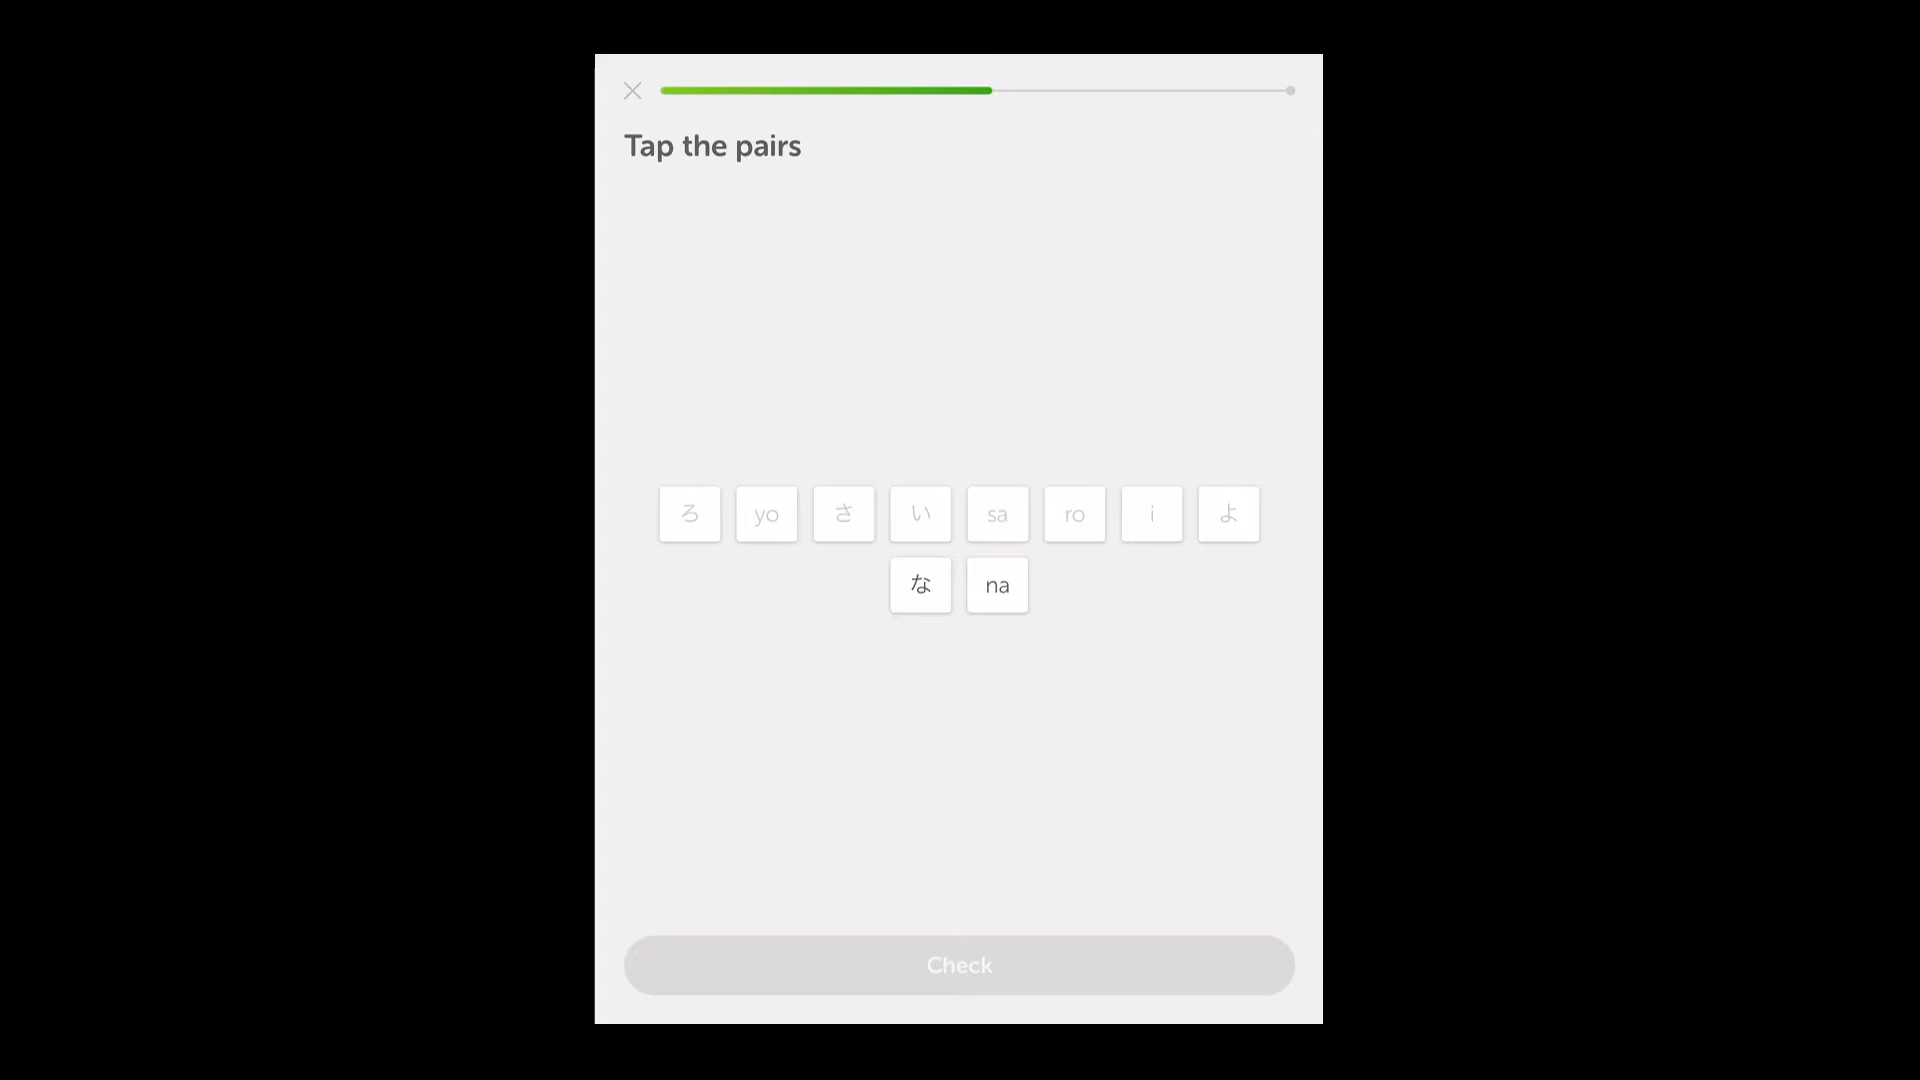 Tap the pairs
ろ yo さ い sa ro i よ
な na
Check